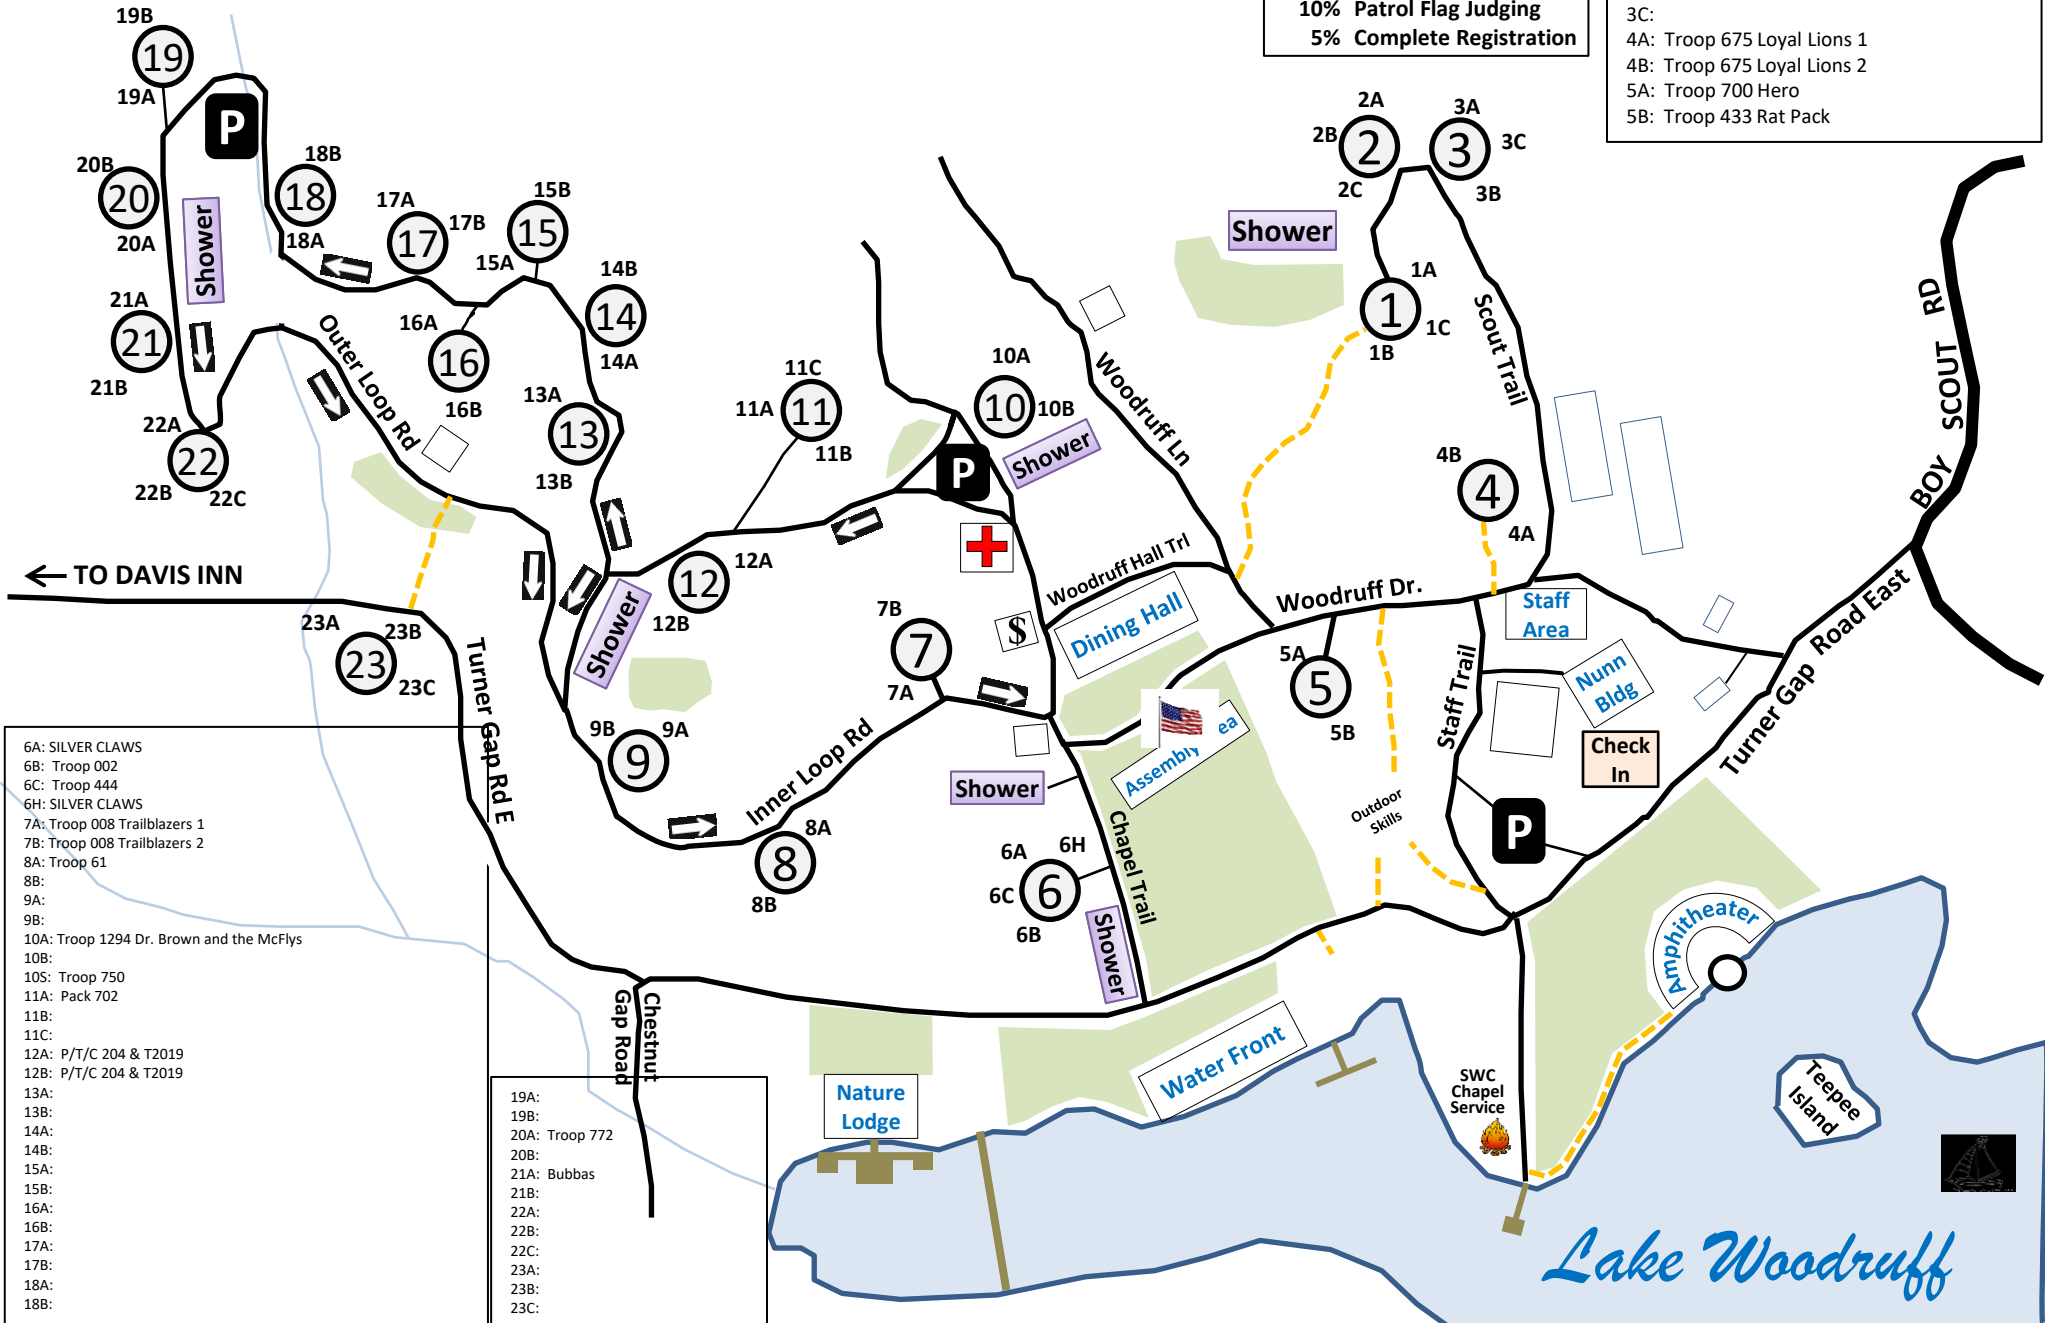 10% Patrol Flag Judging
5% Complete Registration
3C:
4A: Troop 675 Loyal Lions 1
4B: Troop 675 Loyal Lions 2
5A: Troop 700 Hero
5B: Troop 433 Rat Pack
19B
19
19A
P
20B
20
20A
Shower
18B
18
18A
17A
17
17B
15B
15
15A
14B
14
14A
21A
21
21B
16A
16
16B
Outer Loop Rd
22A
22
22B
22C
13A
13
13B
11C
11A
11
11B
10A
10
10B
P
Shower
Woodruff Ln
2A
2B
2
2C
3A
3
3C
3B
Shower
1A
1
1C
1B
Scout Trail
4B
4
4A
BOY SCOUT RD
← TO DAVIS INN
12A
12
12B
Shower
Woodruff Hall Trl
Dining Hall
$
Woodruff Dr.
Staff
Area
Nunn
Bldg
Check
In
Staff Trail
Turner Gap Road East
23A
23B
23
23C
Turner Gap Rd E
7B
7
7A
5A
5
5B
9B
9A
9
Inner Loop Rd
8A
8
8B
Assembly ea
Shower
Chapel Trail
Outdoor
Skills
P
6A
6H
6C
6
6B
Shower
Amphitheater
Chestnut
Gap Road
Nature
Lodge
Water Front
SWC
Chapel
Service
Teepee
Island
Lake Woodruff
6A: SILVER CLAWS
6B: Troop 002
6C: Troop 444
6H: SILVER CLAWS
7A: Troop 008 Trailblazers 1
7B: Troop 008 Trailblazers 2
8A: Troop 61
8B:
9A:
9B:
10A: Troop 1294 Dr. Brown and the McFlys
10B:
10S: Troop 750
11A: Pack 702
11B:
11C:
12A: P/T/C 204 & T2019
12B: P/T/C 204 & T2019
13A:
13B:
14A:
14B:
15A:
15B:
16A:
16B:
17A:
17B:
18A:
18B:
19A:
19B:
20A: Troop 772
20B:
21A: Bubbas
21B:
22A:
22B:
22C:
23A:
23B:
23C: